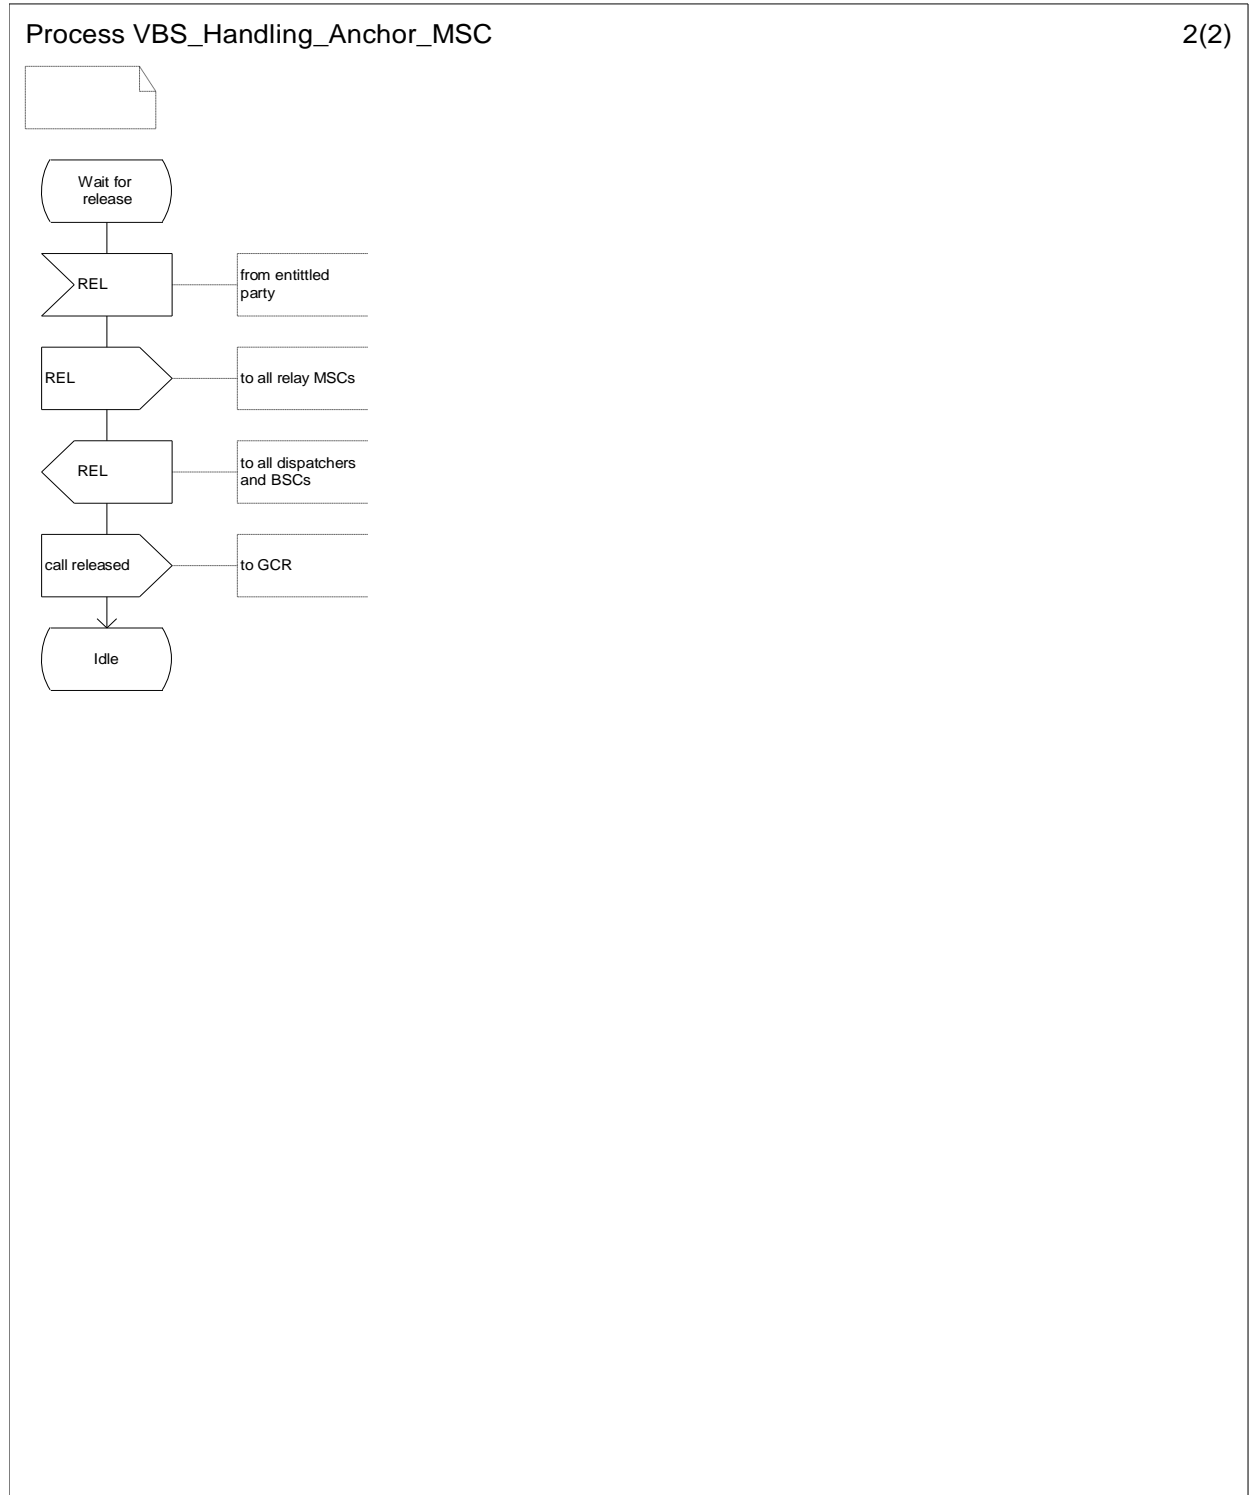 Process VBS_Handling_Anchor_MSC
2(2)
Wait for
release
REL
from entittled
party
REL
to all relay MSCs
REL
to all dispatchers
and BSCs
call released
to GCR
Idle